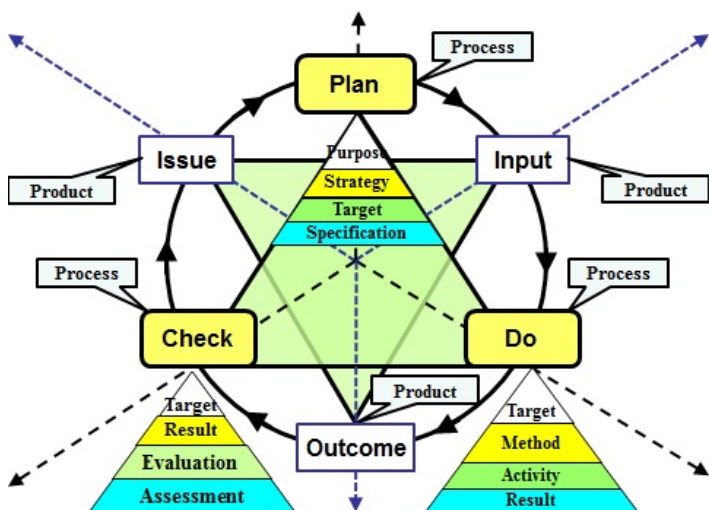 Process
Plan
Issue
Purpose
Input
Product
Strategy
Product
Target
Specification
Process
Process
Check
Do
Product
Target
Target
Result
Outcome
Method
Evaluation
Activity
Assessment
Result